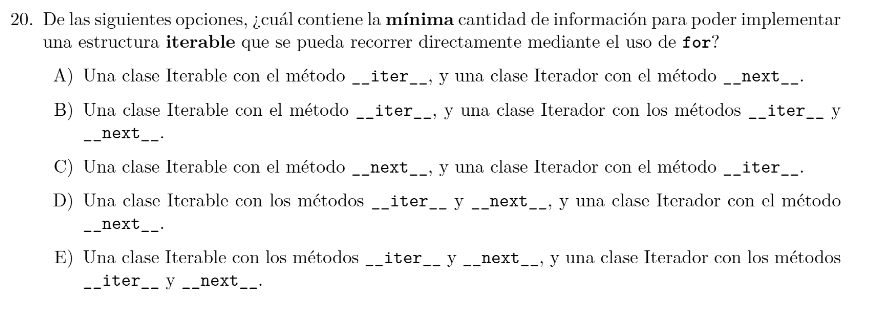 20. De las siguientes opciones, ¿cuál contiene la mínima cantidad de información para poder implementar
una estructura iterable que se pueda recorrer directamente mediante el uso de for?
A) Una clase Iterable con el método __iter__, y una clase Iterador con el método __next__.
B) Una clase Iterable con el método __iter__, y una clase Iterador con los métodos __iter__ y
__next__.
C) Una clase Iterable con el método __next__, y una clase Iterador con el método __iter__.
D) Una clase Iterable con los métodos __iter__ y __next__, y una clase Iterador con el método
__next__.
E) Una clase Iterable con los métodos __iter__ y __next__, y una clase Iterador con los métodos
__iter__ y __next__.